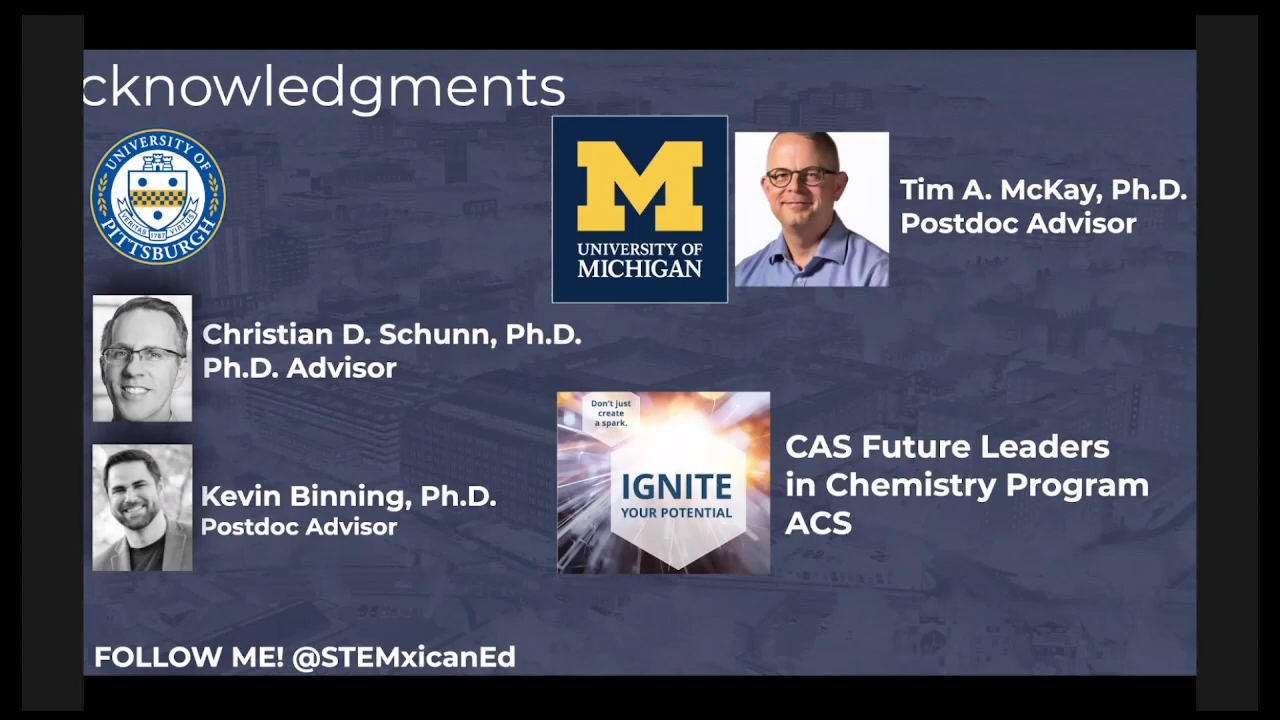 cknowledgments
UNIVERSITY OF
PITTSBURGH
VERITAS 1787 VIRTUS
M
UNIVERSITY OF
MICHIGAN
Tim A. McKay, Ph.D.
Postdoc Advisor
Christian D. Schunn, Ph.D.
Ph.D. Advisor
Kevin Binning, Ph.D.
Postdoc Advisor
Don't just
create
a spark.
IGNITE
YOUR POTENTIAL
CAS Future Leaders
in Chemistry Program
ACS
FOLLOW ME! @STEMxicanEd